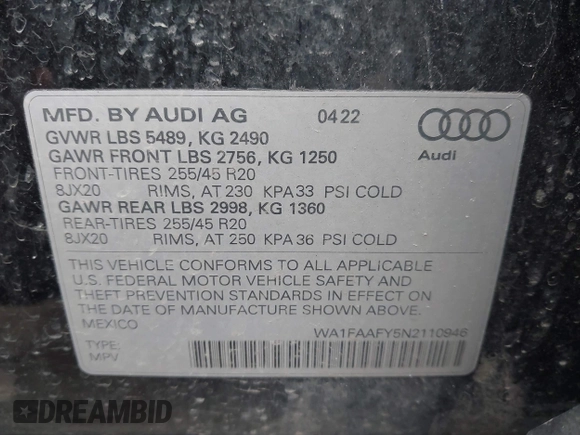 MFD. BY AUDI AG 04 22
GVWR LBS 5489, KG 2490
GAWR FRONT LBS 2756, KG 1250
FRONT-TIRES 255/45 R20
8JX20 RIMS, AT 230 KPA 33 PSI COLD
GAWR REAR LBS 2998, KG 1360
REAR-TIRES 255/45 R20
8JX20 RIMS, AT 250 KPA 36 PSI COLD
Audi
THIS VEHICLE CONFORMS TO ALL APPLICABLE
U.S. FEDERAL MOTOR VEHICLE SAFETY AND
THEFT PREVENTION STANDARDS IN EFFECT ON
THE DATE OF MANUFACTURE SHOWN ABOVE.
MEXICO
WA1FAAFY5N2110946
TYPE:
MPV
DREAMBID